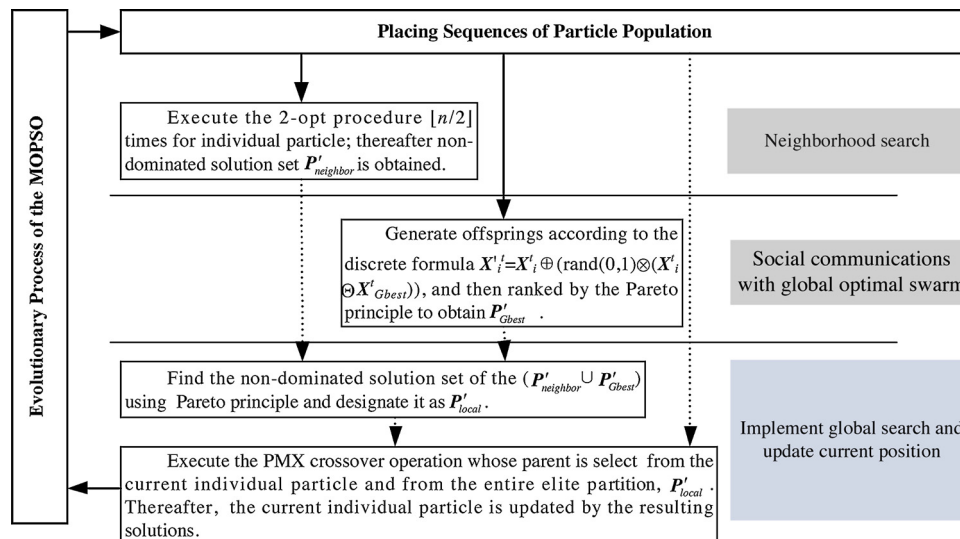 Evolutionary Process of the MOPSO
Placing Sequences of Particle Population
Execute the 2-opt procedure ⌊n/2⌋
times for individual particle; thereafter non-
dominated solution set P′neighbor is obtained.
Neighborhood search
Generate offsprings according to the
discrete formula X'ᵢᵗ=Xᵗᵢ⊕(rand(0,1)⊗(Xᵗᵢ
ΘXᵗGbest)), and then ranked by the Pareto
principle to obtain P′Gbest .
Social communications
with global optimal swarm
Find the non-dominated solution set of the (P′neighbor∪P′Gbest)
using Pareto principle and designate it as P′local.
Execute the PMX crossover operation whose parent is select from the
current individual particle and from the entire elite partition, P′local.
Thereafter, the current individual particle is updated by the resulting
solutions.
Implement global search and
update current position